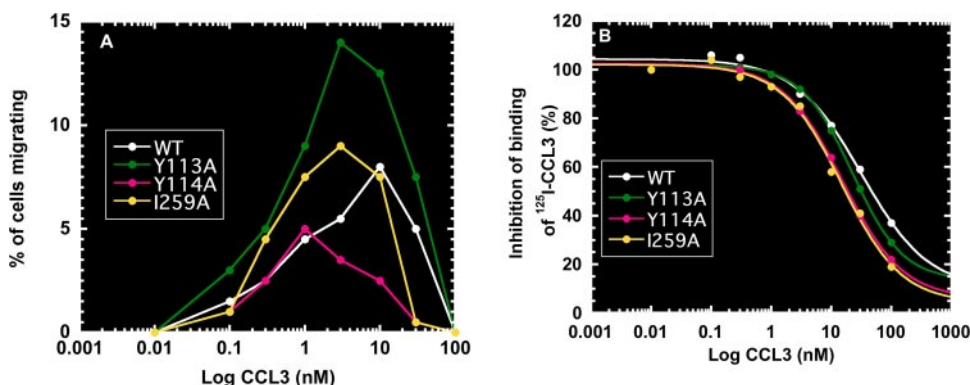 A
15
10
5
0
% of cells migrating
WT
Y113A
Y114A
I259A
0.001 0.01 0.1 1 10 100
Log CCL3 (nM)
B
120
100
80
60
40
20
0
Inhibition of binding
of ¹²⁵I-CCL3 (%)
WT
Y113A
Y114A
I259A
0.001 0.01 0.1 1 10 100 1000
Log CCL3 (nM)